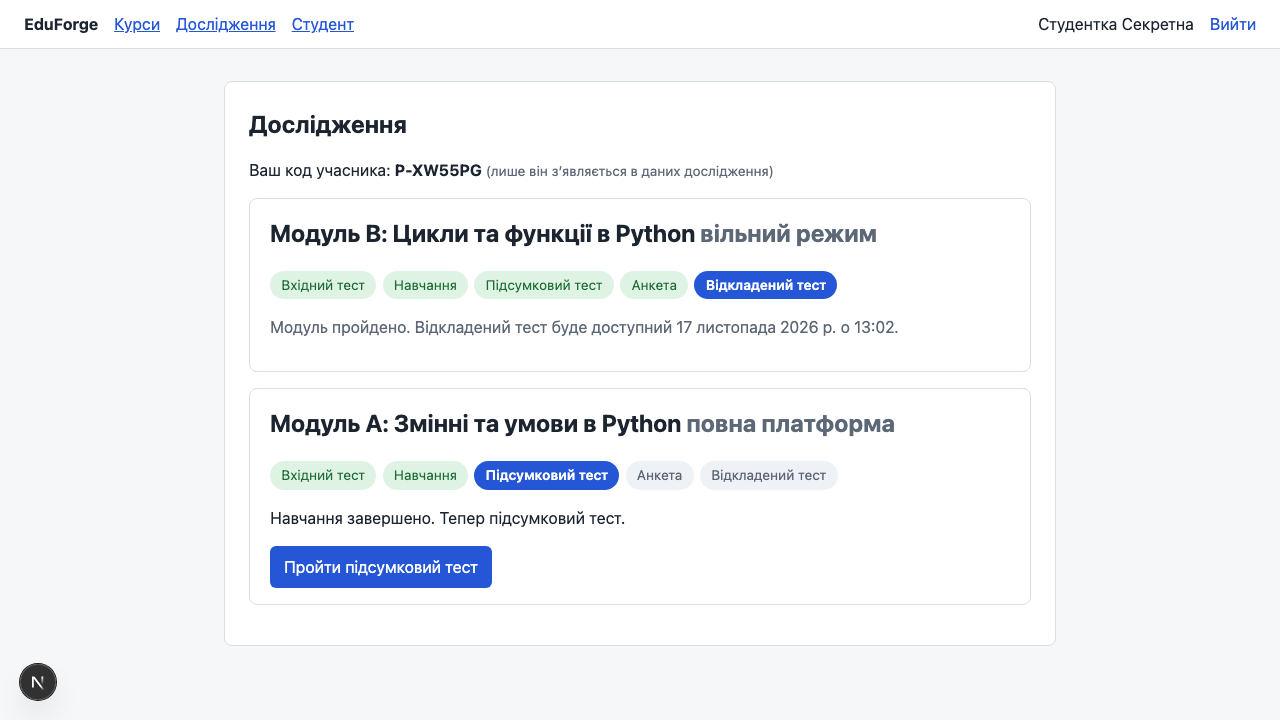 EduForge Курси Дослідження Студент Студентка Секретна Вийти
Дослідження
Ваш код учасника: P-XW55PG (лише він зʼявляється в даних дослідження)
Модуль B: Цикли та функції в Python вільний режим
Вхідний тест Навчання Підсумковий тест Анкета Відкладений тест
Модуль пройдено. Відкладений тест буде доступний 17 листопада 2026 р. о 13:02.
Модуль A: Змінні та умови в Python повна платформа
Вхідний тест Навчання Підсумковий тест Анкета Відкладений тест
Навчання завершено. Тепер підсумковий тест.
Пройти підсумковий тест
N